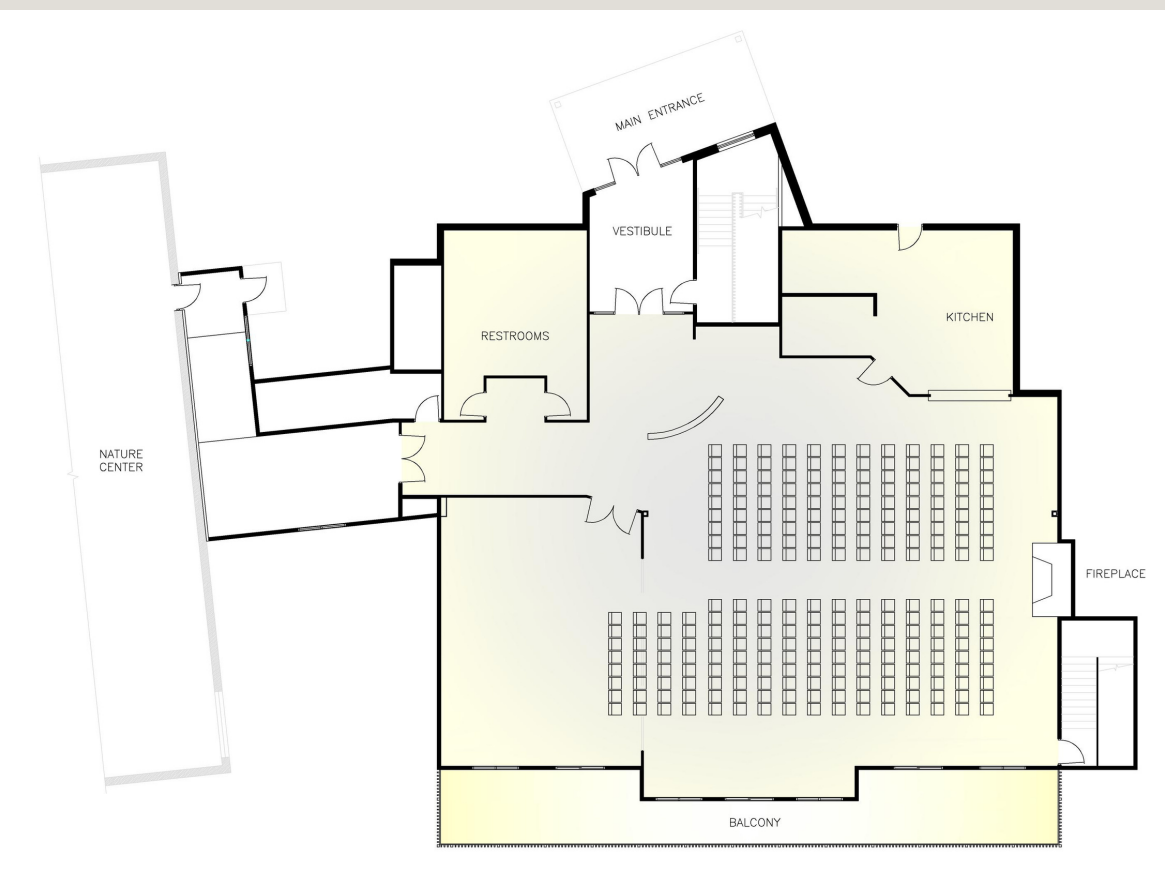 MAIN ENTRANCE
VESTIBULE
RESTROOMS
KITCHEN
NATURE
CENTER
FIREPLACE
BALCONY